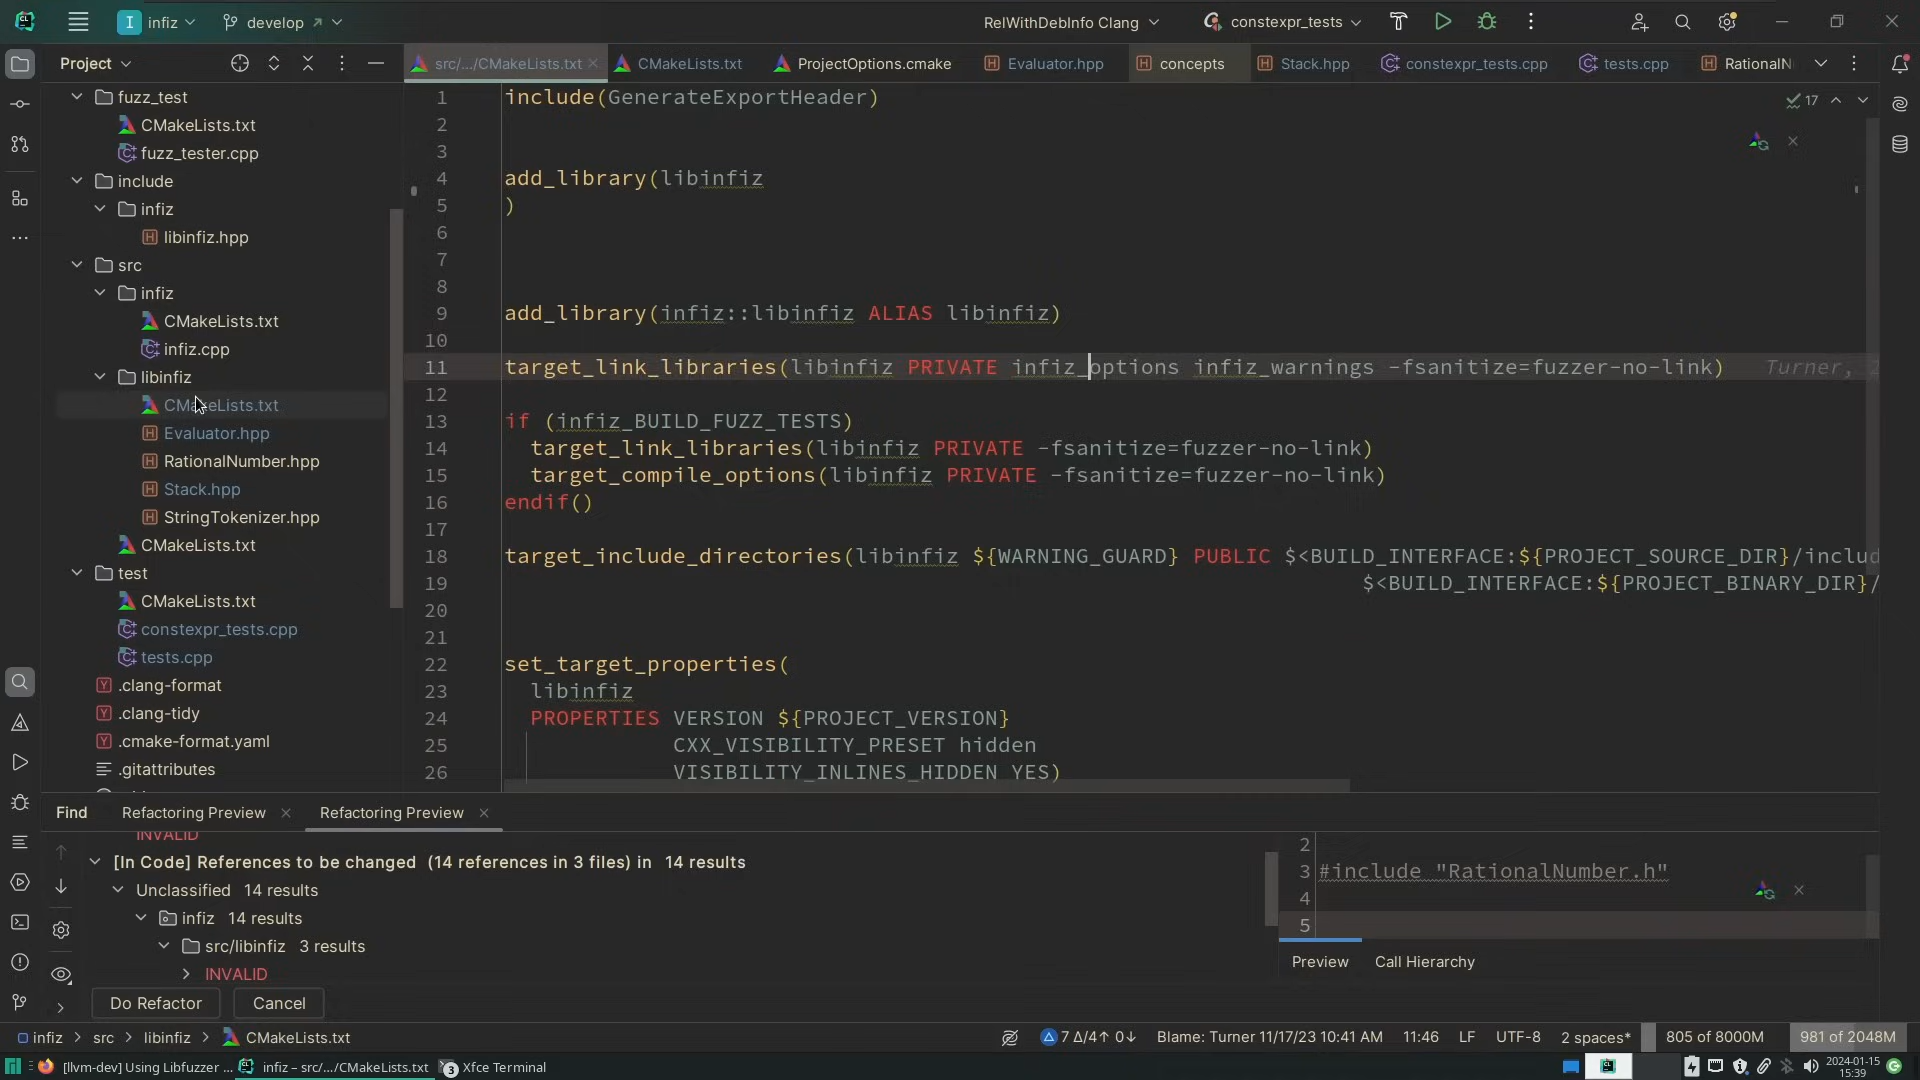 I infiz develop
RelWithDebInfo Clang constexpr_tests
Project
src/.../CMakeLists.txt CMakeLists.txt ProjectOptions.cmake Evaluator.hpp concepts Stack.hpp constexpr_tests.cpp tests.cpp RationalN
fuzz_test
CMakeLists.txt
fuzz_tester.cpp
include
infiz
libinfiz.hpp
src
infiz
CMakeLists.txt
infiz.cpp
libinfiz
CMakeLists.txt
Evaluator.hpp
RationalNumber.hpp
Stack.hpp
StringTokenizer.hpp
CMakeLists.txt
test
CMakeLists.txt
constexpr_tests.cpp
tests.cpp
.clang-format
.clang-tidy
.cmake-format.yaml
.gitattributes
17
1 include(GenerateExportHeader)
2
3
4 add_library(libinfiz
5 )
6
7
8
9 add_library(infiz::libinfiz ALIAS libinfiz)
10
11 target_link_libraries(libinfiz PRIVATE infiz_options infiz_warnings -fsanitize=fuzzer-no-link) Turner,
12
13 if (infiz_BUILD_FUZZ_TESTS)
14 target_link_libraries(libinfiz PRIVATE -fsanitize=fuzzer-no-link)
15 target_compile_options(libinfiz PRIVATE -fsanitize=fuzzer-no-link)
16 endif()
17
18 target_include_directories(libinfiz ${WARNING_GUARD} PUBLIC $<BUILD_INTERFACE:${PROJECT_SOURCE_DIR}/includ
19 $<BUILD_INTERFACE:${PROJECT_BINARY_DIR}/
20
21
22 set_target_properties(
23 libinfiz
24 PROPERTIES VERSION ${PROJECT_VERSION}
25 CXX_VISIBILITY_PRESET hidden
26 VISIBILITY_INLINES_HIDDEN YES)
Find Refactoring Preview Refactoring Preview
INVALID
[In Code] References to be changed (14 references in 3 files) in 14 results
Unclassified 14 results
infiz 14 results
src/libinfiz 3 results
INVALID
Do Refactor Cancel
2
3 #include "RationalNumber.h"
4
5
Preview Call Hierarchy
infiz > src > libinfiz > CMakeLists.txt
7 Δ/4↑ 0↓ Blame: Turner 11/17/23 10:41 AM 11:46 LF UTF-8 2 spaces* 805 of 8000M 981 of 2048M
[llvm-dev] Using Libfuzzer ... infiz – src/.../CMakeLists.txt 3 Xfce Terminal
2024-01-15
15:39